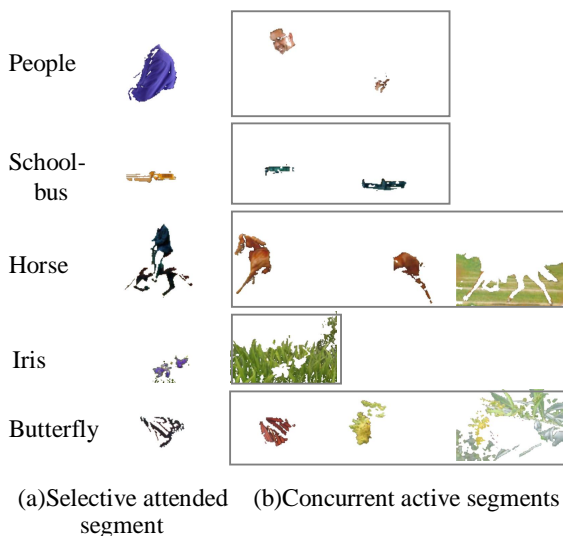 People
School-
bus
Horse
Iris
Butterfly
(a)Selective attended
segment
(b)Concurrent active segments